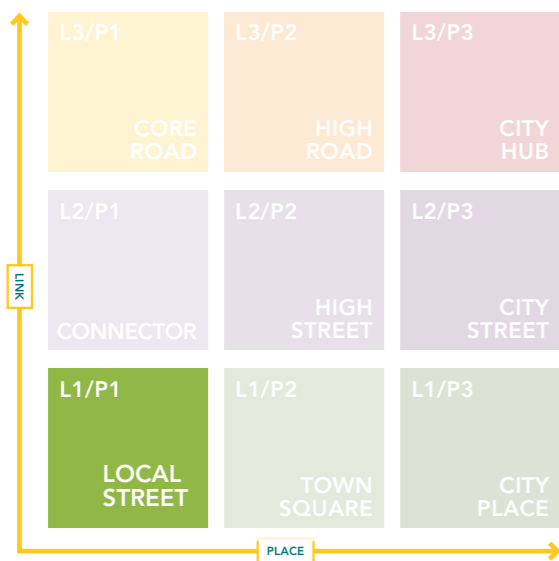 L3/P1
CORE
ROAD
L3/P2
HIGH
ROAD
L3/P3
CITY
HUB
L2/P1
CONNECTOR
L2/P2
HIGH
STREET
L2/P3
CITY
STREET
LINK
L1/P1
LOCAL
STREET
L1/P2
TOWN
SQUARE
L1/P3
CITY
PLACE
PLACE